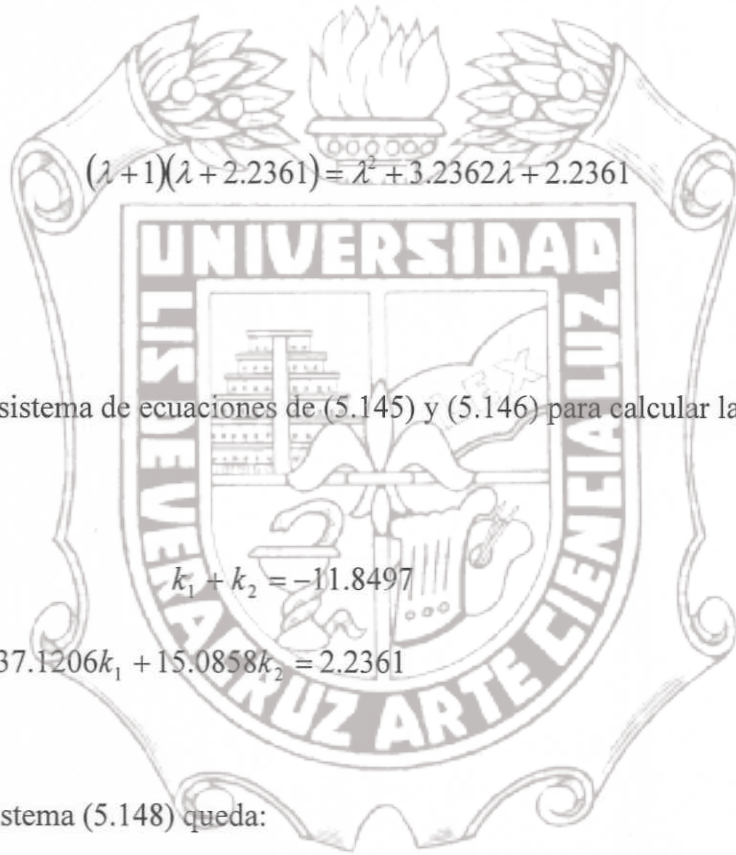 (λ+1)(λ+2.2361) = λ² + 3.2362λ + 2.2361
UNIVERSIDAD
LIS DE VERACRUZ ARTE CIENCIA LUZ
sistema de ecuaciones de (5.145) y (5.146) para calcular la
k₁ + k₂ = −11.8497
37.1206k₁ + 15.0858k₂ = 2.2361
stema (5.148) queda: